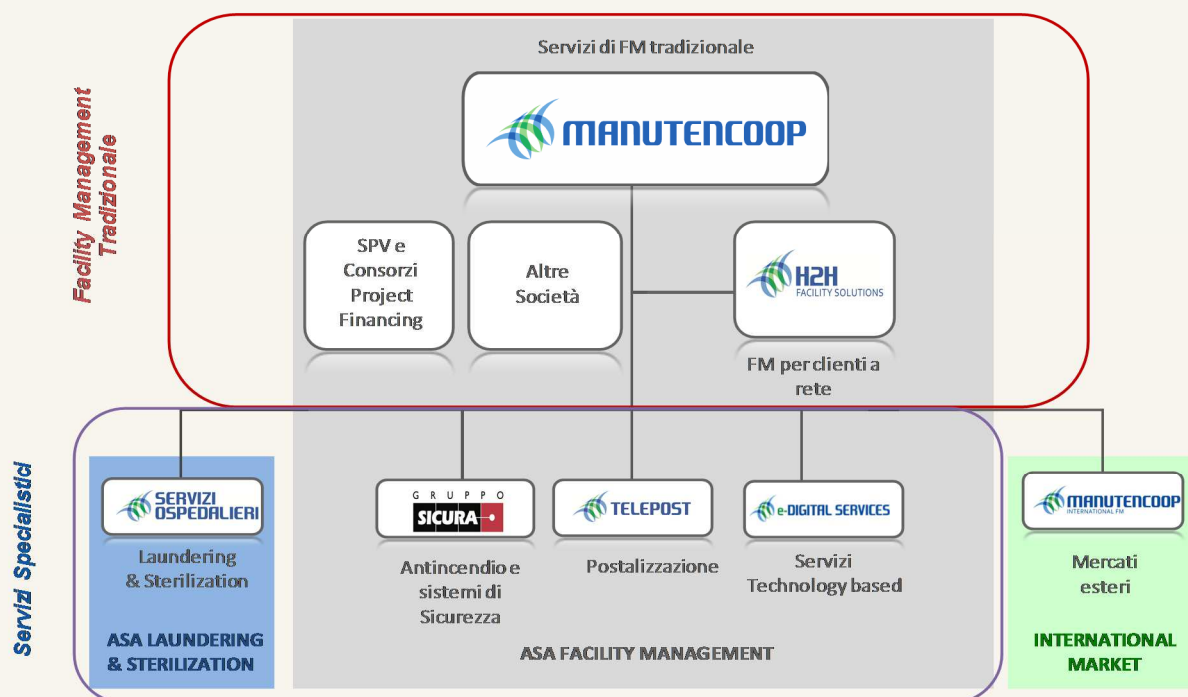 Facility Management
Tradizionale
Servizi di FM tradizionale
MANUTENCOOP
SPV e
Consorzi
Project
Financing
Altre
Società
H2H
FACILITY SOLUTIONS
FM per clienti a
rete
Servizi Specialistici
SERVIZI
OSPEDALIERI
Laundering
& Sterilization
ASA LAUNDERING
& STERILIZATION
GRUPPO
SICURA
Antincendio e
sistemi di
Sicurezza
TELEPOST
Postalizzazione
e-DIGITAL SERVICES
Servizi
Technology based
ASA FACILITY MANAGEMENT
MANUTENCOOP
INTERNATIONAL FM
Mercati
esteri
INTERNATIONAL
MARKET